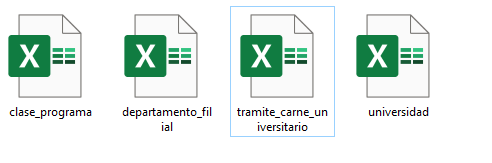 X X X X
clase_programa departamento_fil tramite_carne_un universidad
ial iversitario